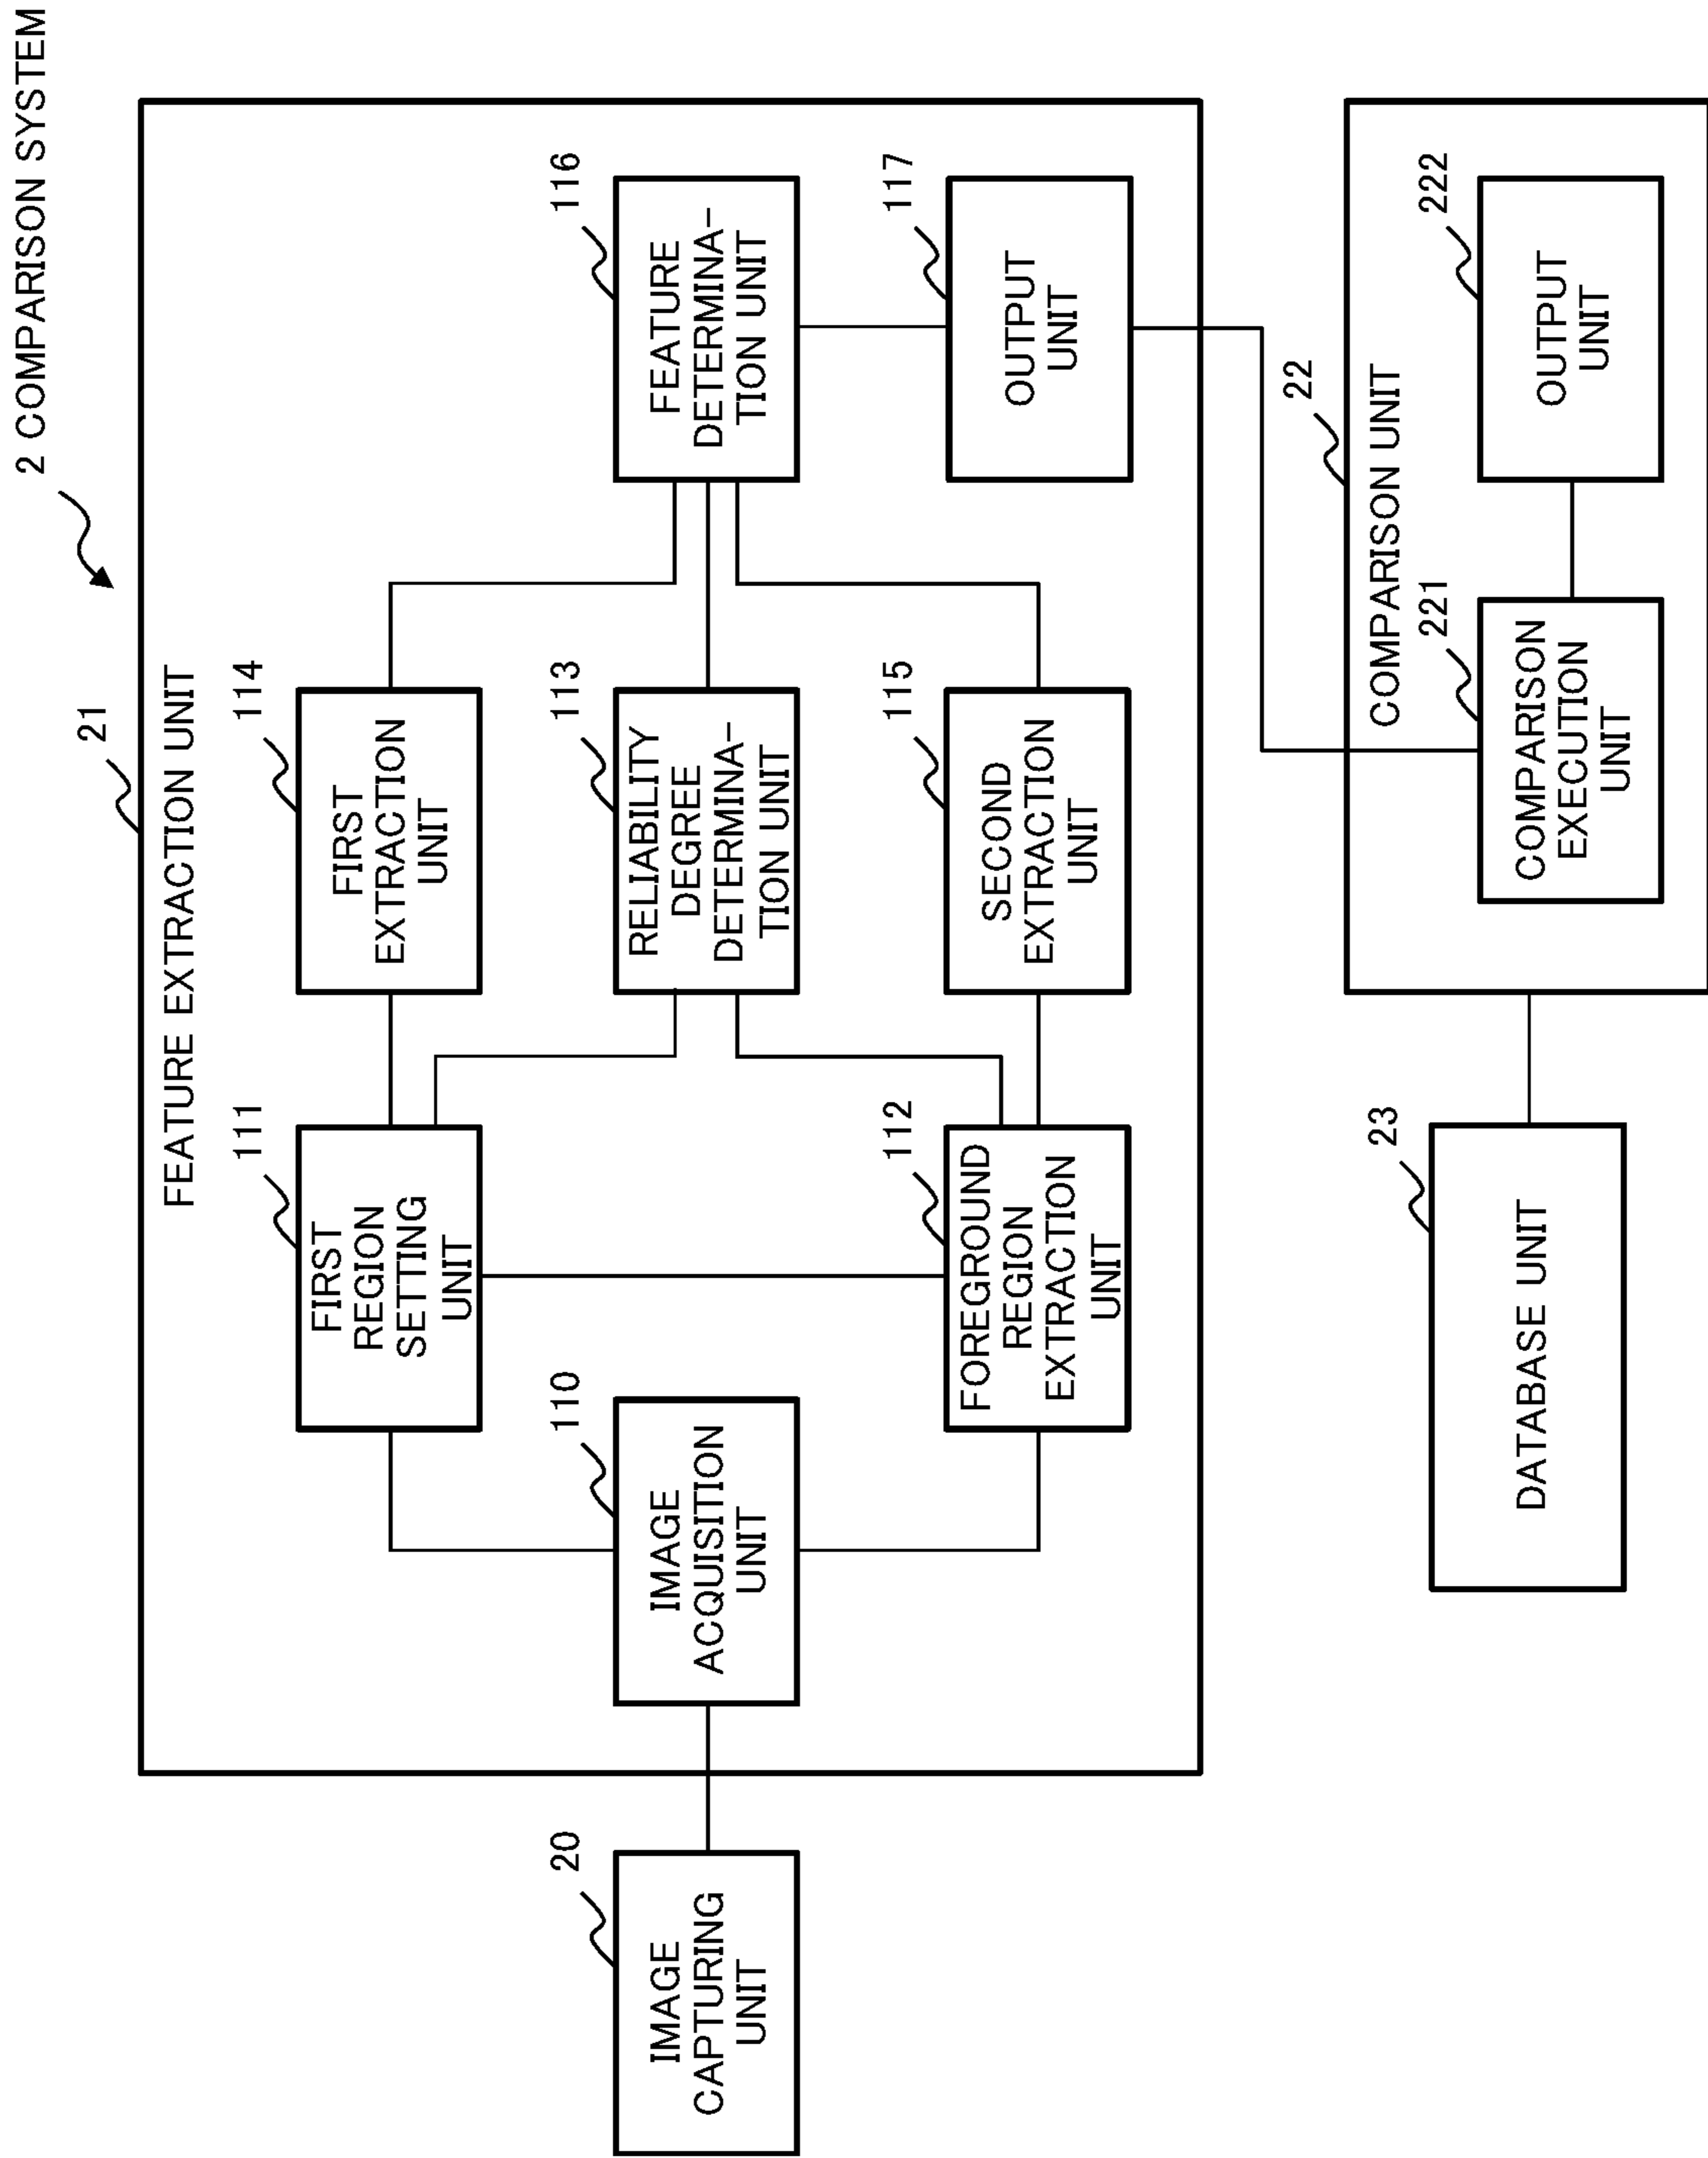 2 COMPARISON SYSTEM
21
FEATURE EXTRACTION UNIT
111
FIRST
REGION
SETTING
UNIT
114
FIRST
EXTRACTION
UNIT
20
IMAGE
CAPTURING
UNIT
110
IMAGE
ACQUISITION
UNIT
113
RELIABILITY
DEGREE
DETERMINA-
TION UNIT
116
FEATURE
DETERMINA-
TION UNIT
112
FOREGROUND
REGION
EXTRACTION
UNIT
115
SECOND
EXTRACTION
UNIT
117
OUTPUT
UNIT
22
COMPARISON UNIT
23
DATABASE UNIT
221
COMPARISON
EXECUTION
UNIT
222
OUTPUT
UNIT